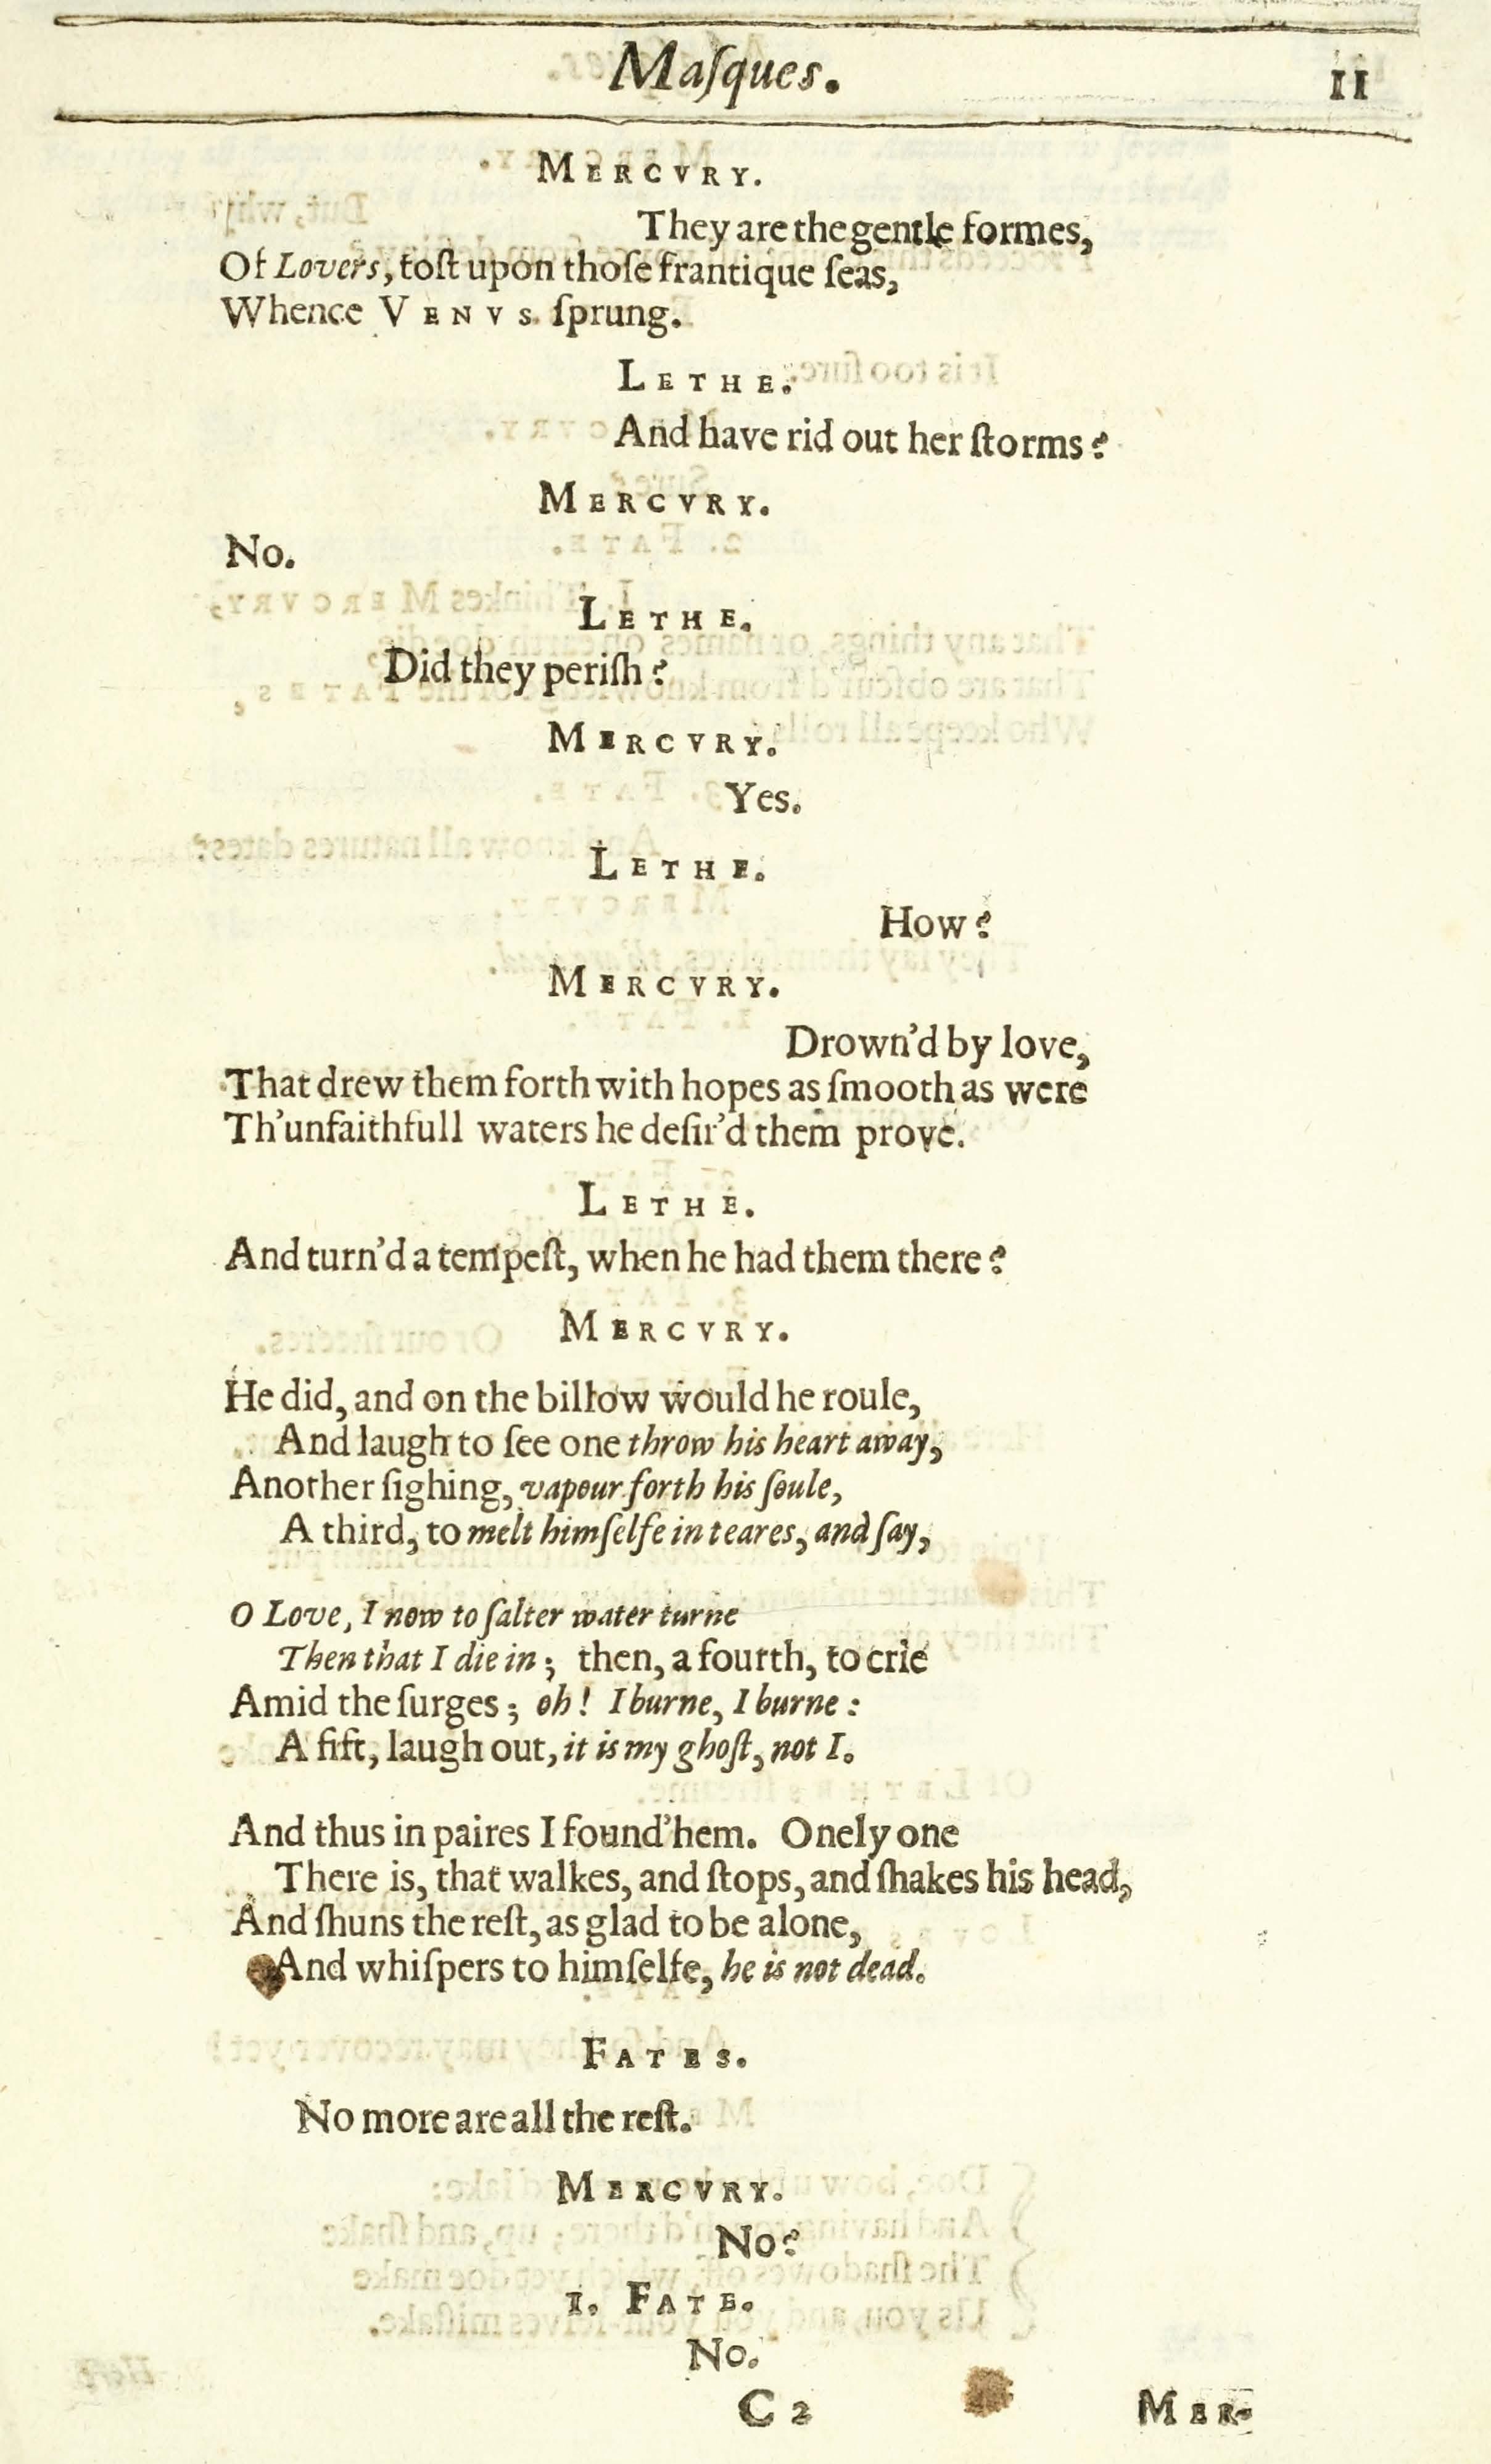 Maſques. 11
MERCVRY.
They are the gentle formes,
Of Lovers, toſt upon thoſe frantique ſeas,
Whence VENVS ſprung.
LETHE.
And have rid out her ſtorms?
MERCVRY.
No.
LETHE.
Did they periſh?
MERCVRY.
Yes.
LETHE.
How?
MERCVRY.
Drown'd by love,
That drew them forth with hopes as ſmooth as were
Th'unfaithfull waters he deſir'd them prove.
LETHE.
And turn'd a tempeſt, when he had them there?
MERCVRY.
He did, and on the billow would he roule,
And laugh to ſee one throw his heart away,
Another ſighing, vapour forth his ſoule,
A third, to melt himſelfe in teares, and ſay,
O Love, I now to ſalter water turne
Then that I die in; then, a fourth, to crie
Amid the ſurges; oh! I burne, I burne:
A fift, laugh out, it is my ghoſt, not I.
And thus in paires I found'hem. Onely one
There is, that walkes, and ſtops, and ſhakes his head,
And ſhuns the reſt, as glad to be alone,
And whiſpers to himſelfe, he is not dead.
FATES.
No more are all the reſt.
MERCVRY.
No?
1. FATE.
No.
C 2 MER-